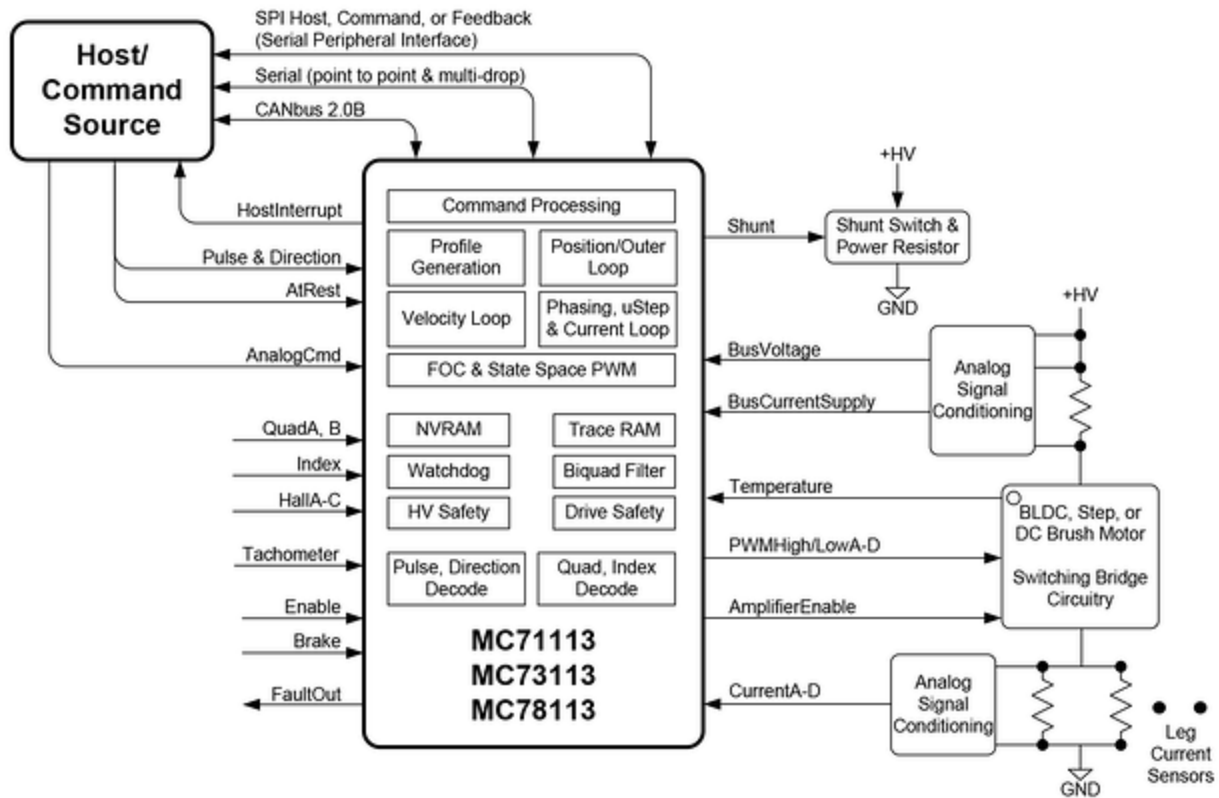 SPI Host, Command, or Feedback
(Serial Peripheral Interface)
Host/
Command
Source
Serial (point to point & multi-drop)
CANbus 2.0B
HostInterrupt
Pulse & Direction
AtRest
AnalogCmd
QuadA, B
Index
HallA-C
Tachometer
Enable
Brake
FaultOut
Command Processing
Profile
Generation
Position/Outer
Loop
Velocity Loop
Phasing, uStep
& Current Loop
FOC & State Space PWM
NVRAM
Trace RAM
Watchdog
Biquad Filter
HV Safety
Drive Safety
Pulse, Direction
Decode
Quad, Index
Decode
MC71113
MC73113
MC78113
Shunt
+HV
Shunt Switch &
Power Resistor
GND
+HV
BusVoltage
BusCurrentSupply
Analog
Signal
Conditioning
Temperature
PWMHigh/LowA-D
AmplifierEnable
BLDC, Step, or
DC Brush Motor
Switching Bridge
Circuitry
CurrentA-D
Analog
Signal
Conditioning
GND
Leg
Current
Sensors